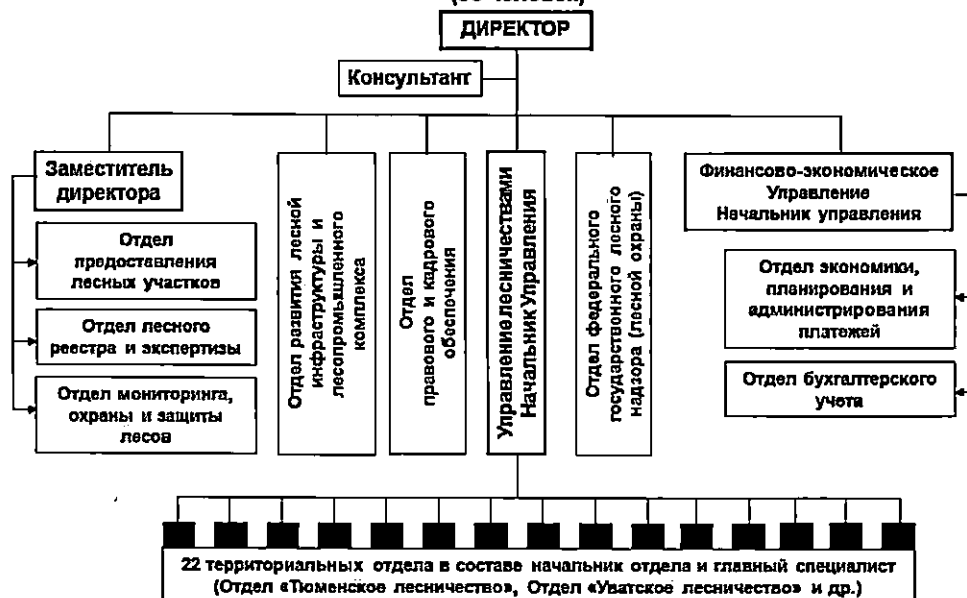 ДИРЕКТОР
Консультант
Заместитель
директора
Отдел
предоставления
лесных участков
Отдел лесного
реестра и экспертизы
Отдел мониторинга,
охраны и защиты
лесов
Отдел развития лесной
инфраструктуры и
лесопромышленного
комплекса
Отдел
правового и кадрового
обеспечения
Управление лесничествами
Начальник Управления
Отдел федерального
государственного лесного
надзора (лесной охраны)
Финансово-экономическое
Управление
Начальник управления
Отдел экономики,
планирования и
администрирования
платежей
Отдел бухгалтерского
учета
22 территориальных отдела в составе начальник отдела и главный специалист
(Отдел «Тюменское лесничество», Отдел «Уватское лесничество» и др.)